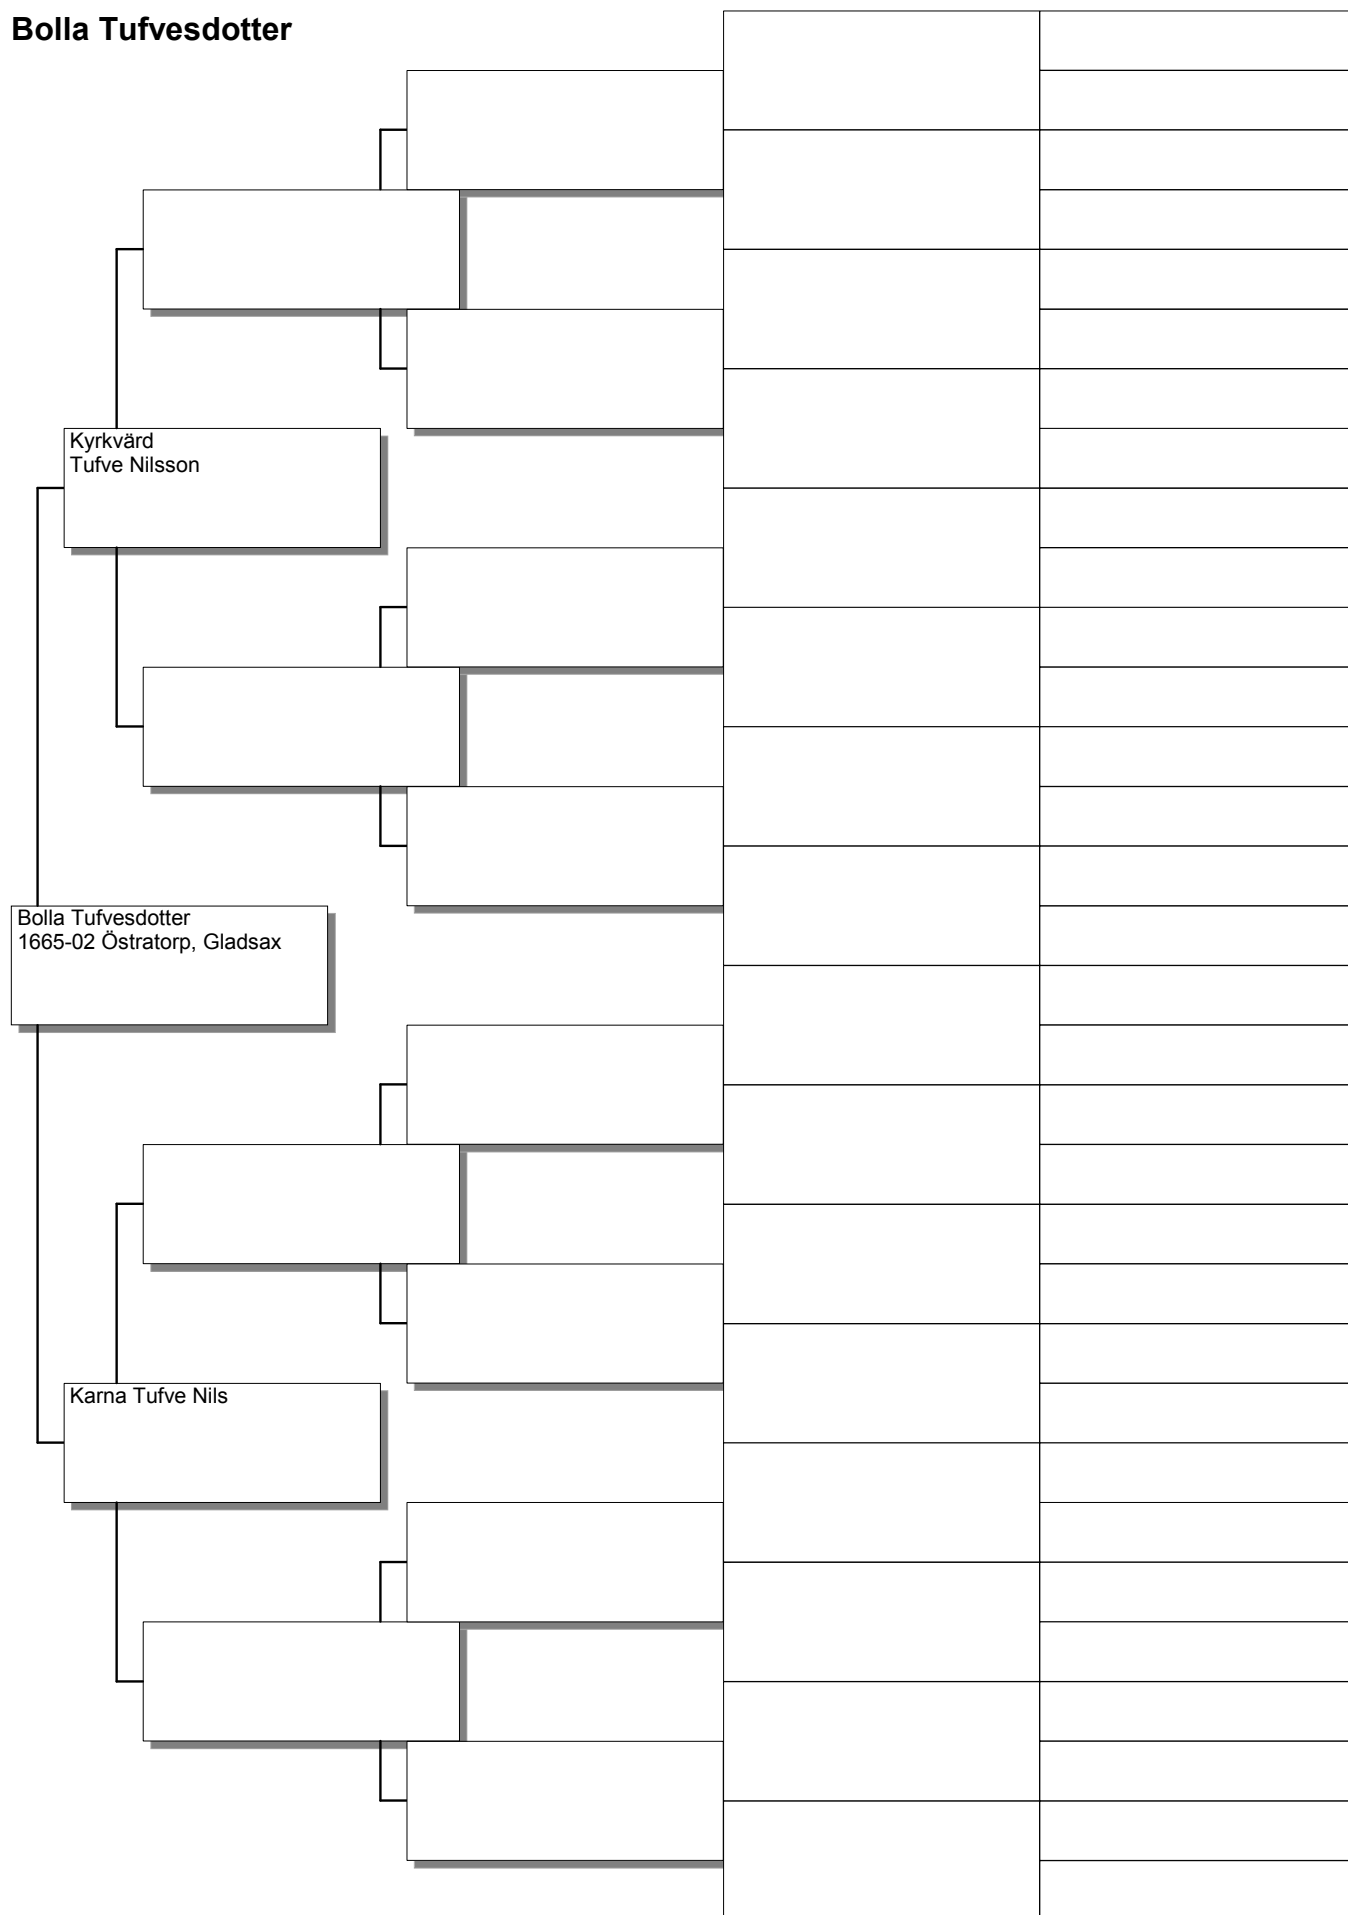 Bolla Tufvesdotter
Kyrkvärd
Tufve Nilsson
Bolla Tufvesdotter
1665-02 Östratorp, Gladsax
Karna Tufve Nils